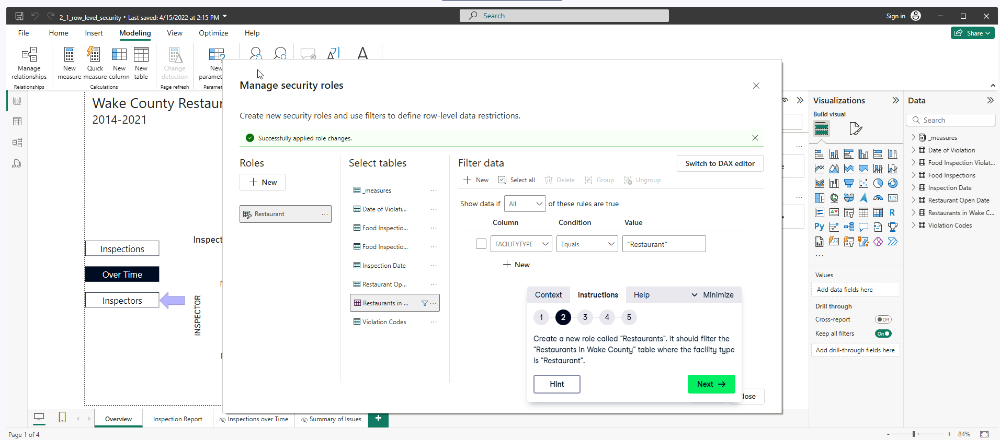 2_1_row_level_security • Last saved: 4/15/2022 at 2:15 PM
Search
Sign in
File
Home
Insert
Modeling
View
Optimize
Help
Share
Manage relationships
Relationships
New measure
Quick measure
New column
New table
Calculations
Change detection
Page refresh
New
paramet
Paramet
Wake County Restaur
2014-2021
Inspections
Over Time
Inspectors
Inspect
INSPECTOR
Manage security roles
Create new security roles and use filters to define row-level data restrictions.
Successfully applied role changes.
Roles
New
Restaurant
Select tables
_measures
Date of Violati...
Food Inspectio...
Food Inspectio...
Inspection Date
Restaurant Op...
Restaurants in ...
Violation Codes
Filter data
Switch to DAX editor
New
Select all
Delete
Group
Ungroup
Show data if All of these rules are true
Column
Condition
Value
FACILITYTYPE
Equals
"Restaurant"
New
Context
Instructions
Help
Minimize
1
2
3
4
5
Create a new role called "Restaurants". It should filter the
"Restaurants in Wake County" table where the facility type
is "Restaurant".
Hint
Next
lose
Visualizations
Build visual
123
R
Py
123
...
Values
Add data fields here
Drill through
Cross-report
Off
Keep all filters
On
Add drill-through fields here
Data
Search
_measures
Date of Violation
Food Inspection Violat...
Food Inspections
Inspection Date
Restaurant Open Date
Restaurants in Wake C...
Violation Codes
Overview
Inspection Report
Inspections over Time
Summary of Issues
+
Page 1 of 4
- + 84%